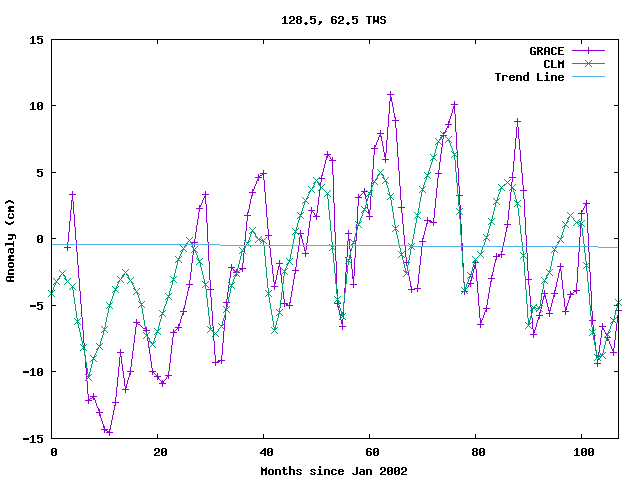 128.5, 62.5 TWS
GRACE
CLM
Trend Line
Anomaly (cm)
15
10
5
0
-5
-10
-15
0 20 40 60 80 100
Months since Jan 2002